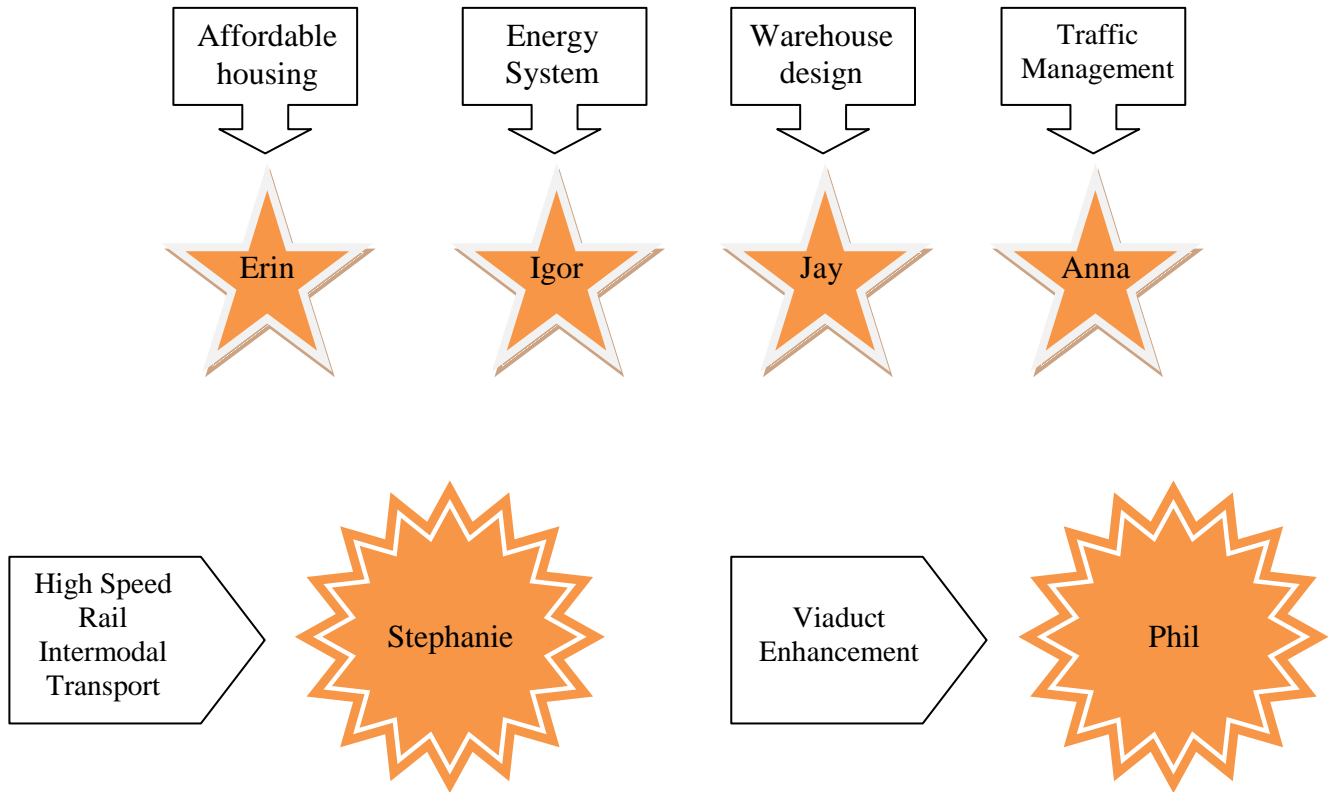 Affordable
housing
Energy
System
Warehouse
design
Traffic
Management
Erin
Igor
Jay
Anna
High Speed
Rail
Intermodal
Transport
Stephanie
Viaduct
Enhancement
Phil